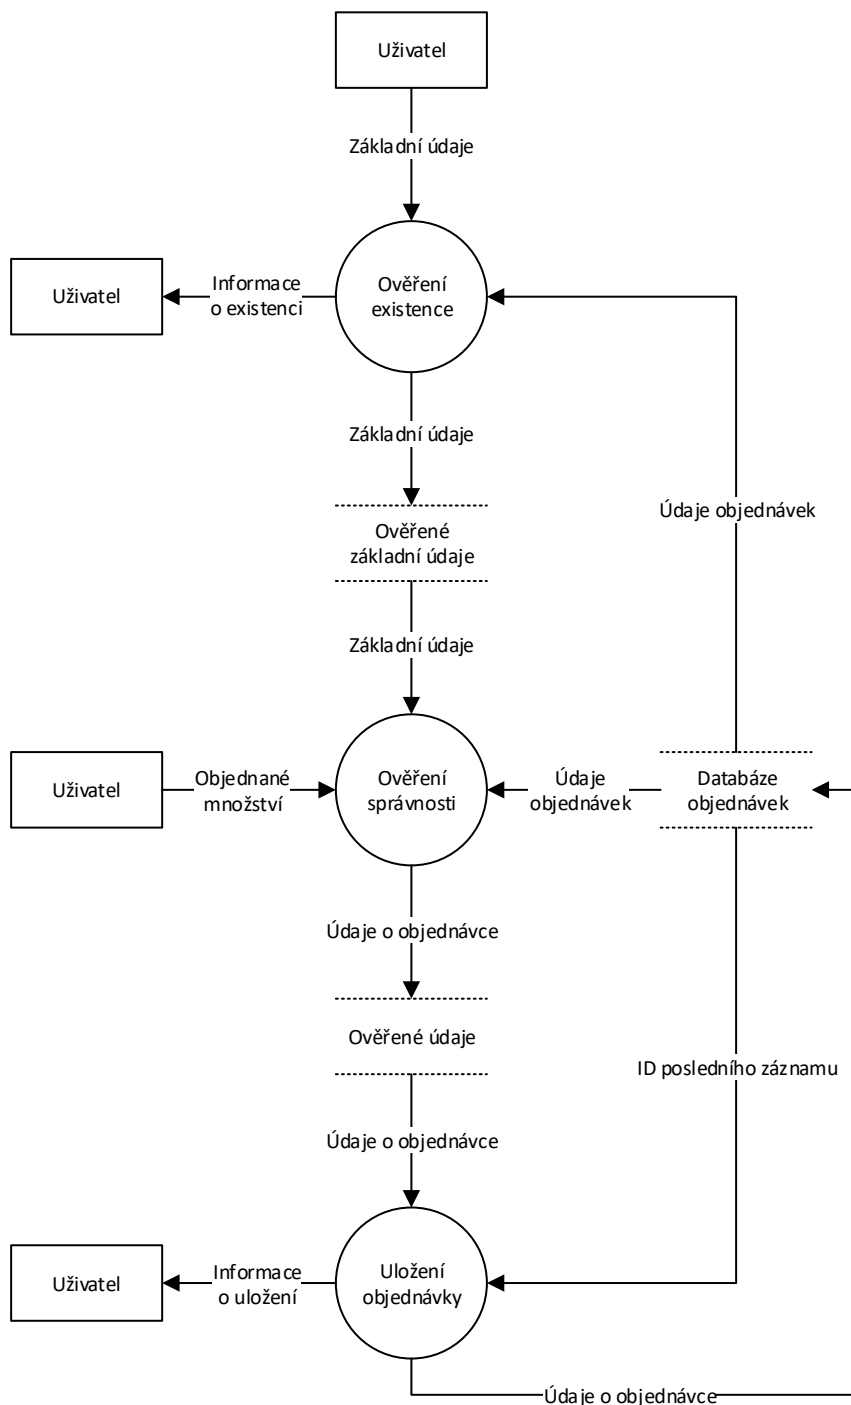 Uživatel
Základní údaje
Uživatel
Informace
o existenci
Ověření
existence
Základní údaje
Údaje objednávek
Ověřené
základní údaje
Základní údaje
Uživatel
Objednané
množství
Ověření
správnosti
Údaje
objednávek
Databáze
objednávek
Údaje o objednávce
Ověřené údaje
ID posledního záznamu
Údaje o objednávce
Uživatel
Informace
o uložení
Uložení
objednávky
Údaje o objednávce